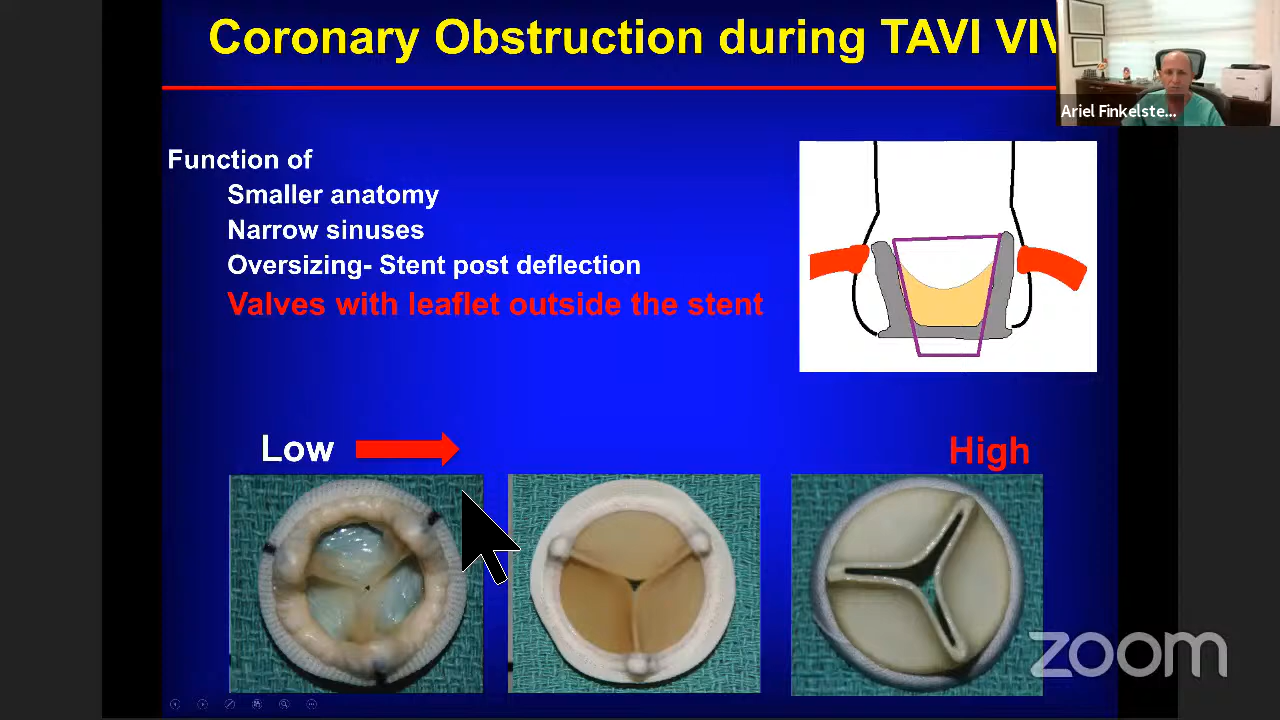 Coronary Obstruction during TAVI VIV
Ariel Finkelste...
Function of
Smaller anatomy
Narrow sinuses
Oversizing- Stent post deflection
Valves with leaflet outside the stent
Low
High
zoom